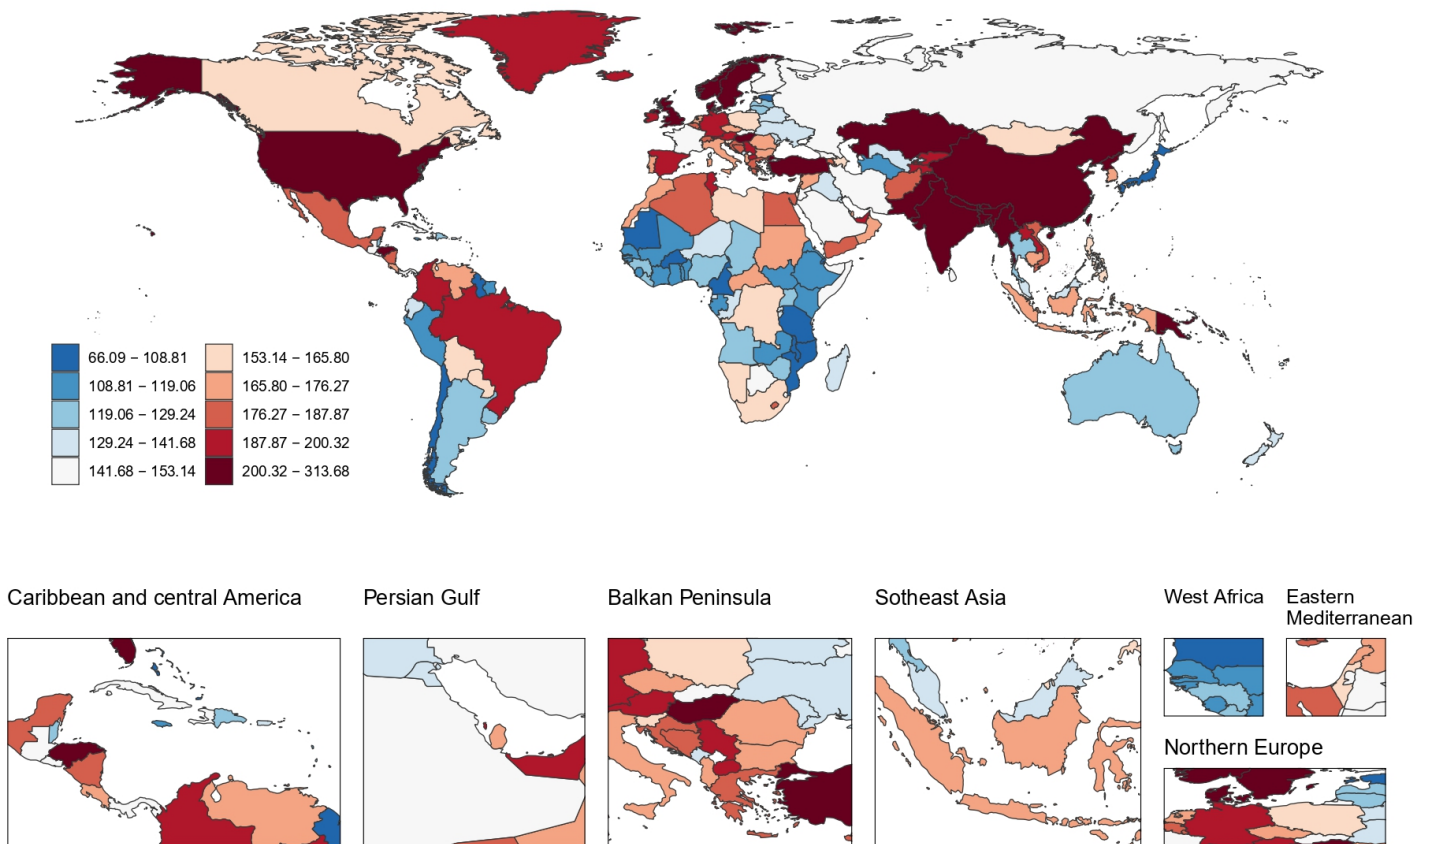 66.09 – 108.81
108.81 – 119.06
119.06 – 129.24
129.24 – 141.68
141.68 – 153.14
153.14 – 165.80
165.80 – 176.27
176.27 – 187.87
187.87 – 200.32
200.32 – 313.68
Caribbean and central America
Persian Gulf
Balkan Peninsula
Sotheast Asia
West Africa
Eastern
Mediterranean
Northern Europe